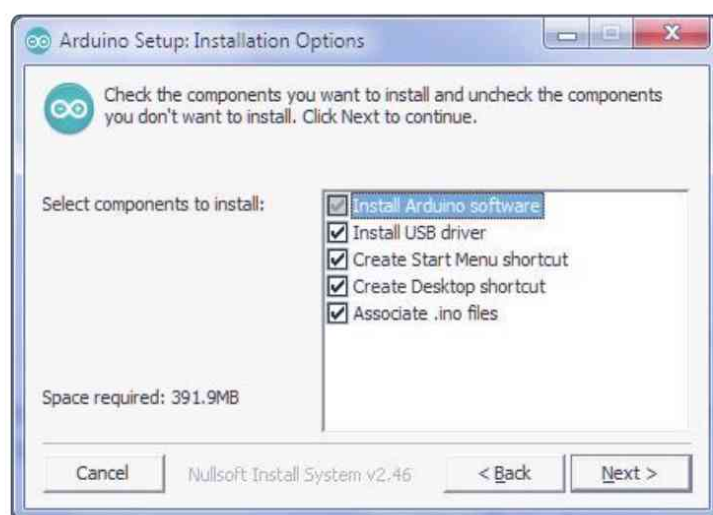 Arduino Setup: Installation Options
Check the components you want to install and uncheck the components
you don't want to install. Click Next to continue.
Select components to install:
Install Arduino software
Install USB driver
Create Start Menu shortcut
Create Desktop shortcut
Associate .ino files
Space required: 391.9MB
Cancel
Nullsoft Install System v2.46
< Back
Next >